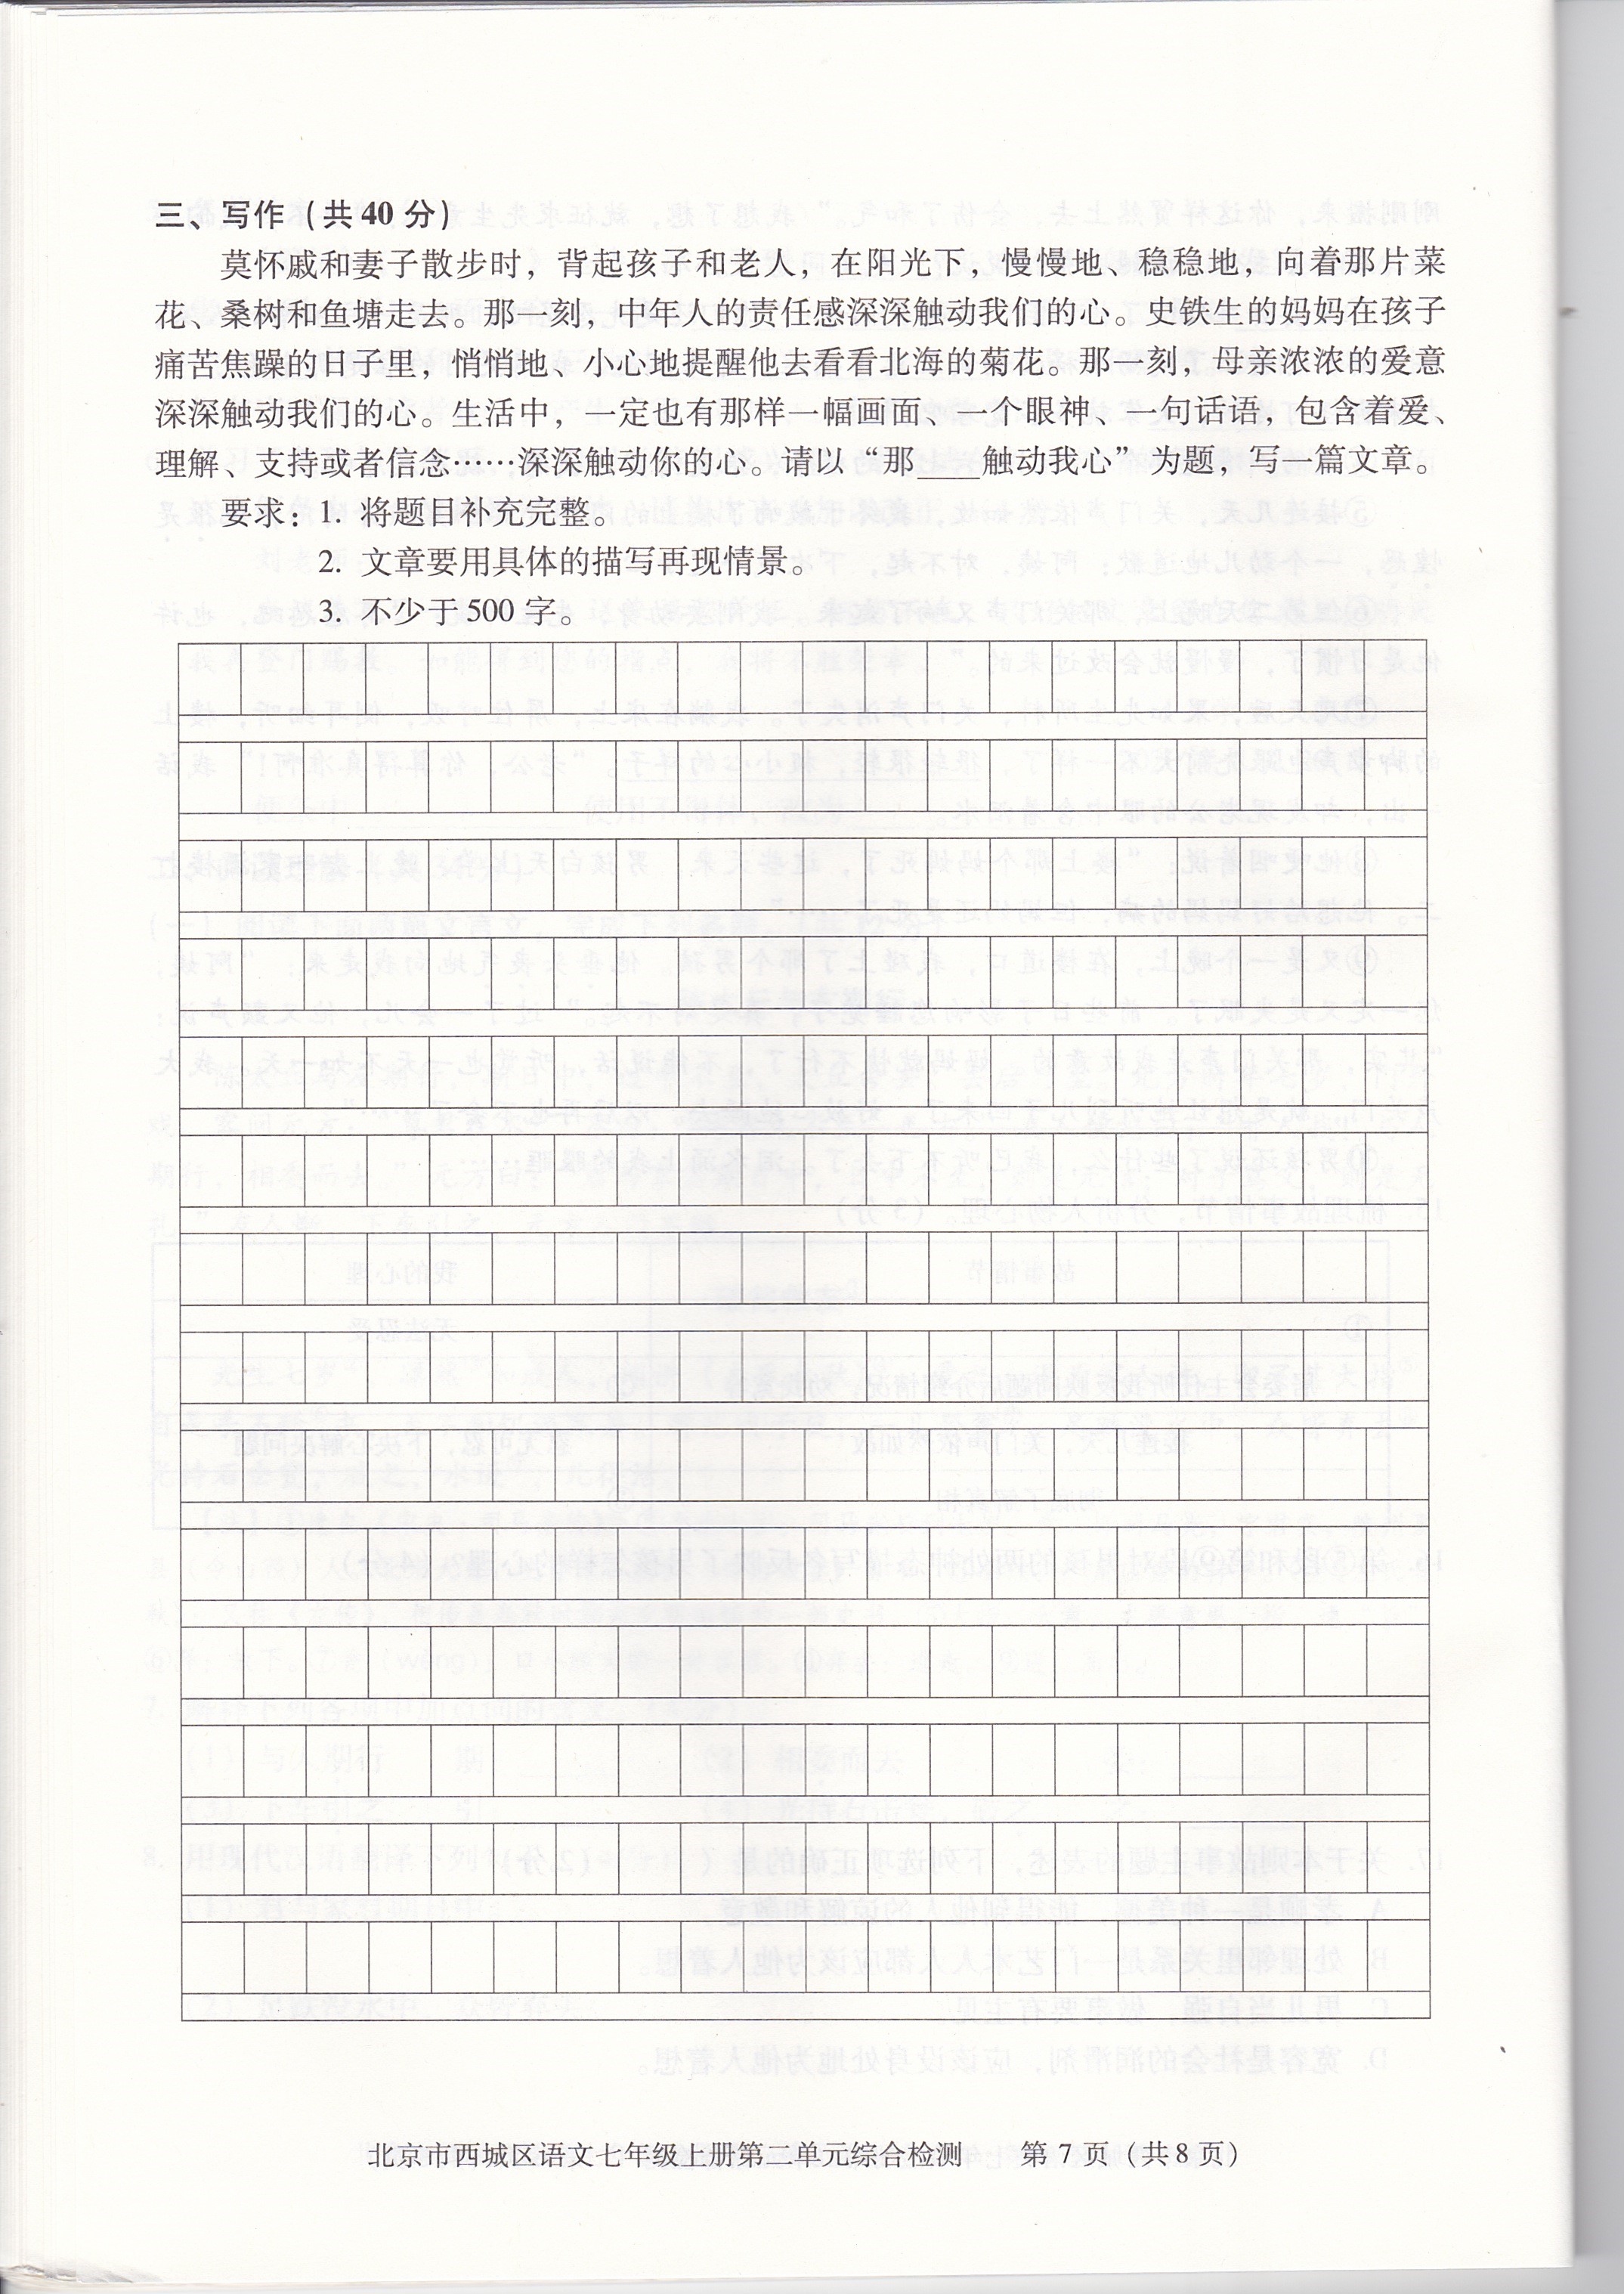 三、写作（共40分）
莫怀戚和妻子散步时，背起孩子和老人，在阳光下，慢慢地、稳稳地，向着那片菜
花、桑树和鱼塘走去。那一刻，中年人的责任感深深触动我们的心。史铁生的妈妈在孩子
痛苦焦躁的日子里，悄悄地、小心地提醒他去看看北海的菊花。那一刻，母亲浓浓的爱意
深深触动我们的心。生活中，一定也有那样一幅画面、一个眼神、一句话语，包含着爱、
理解、支持或者信念……深深触动你的心。请以“那____触动我心”为题，写一篇文章。
要求：1. 将题目补充完整。
2. 文章要用具体的描写再现情景。
3. 不少于500字。
北京市西城区语文七年级上册第二单元综合检测 第7页（共8页）